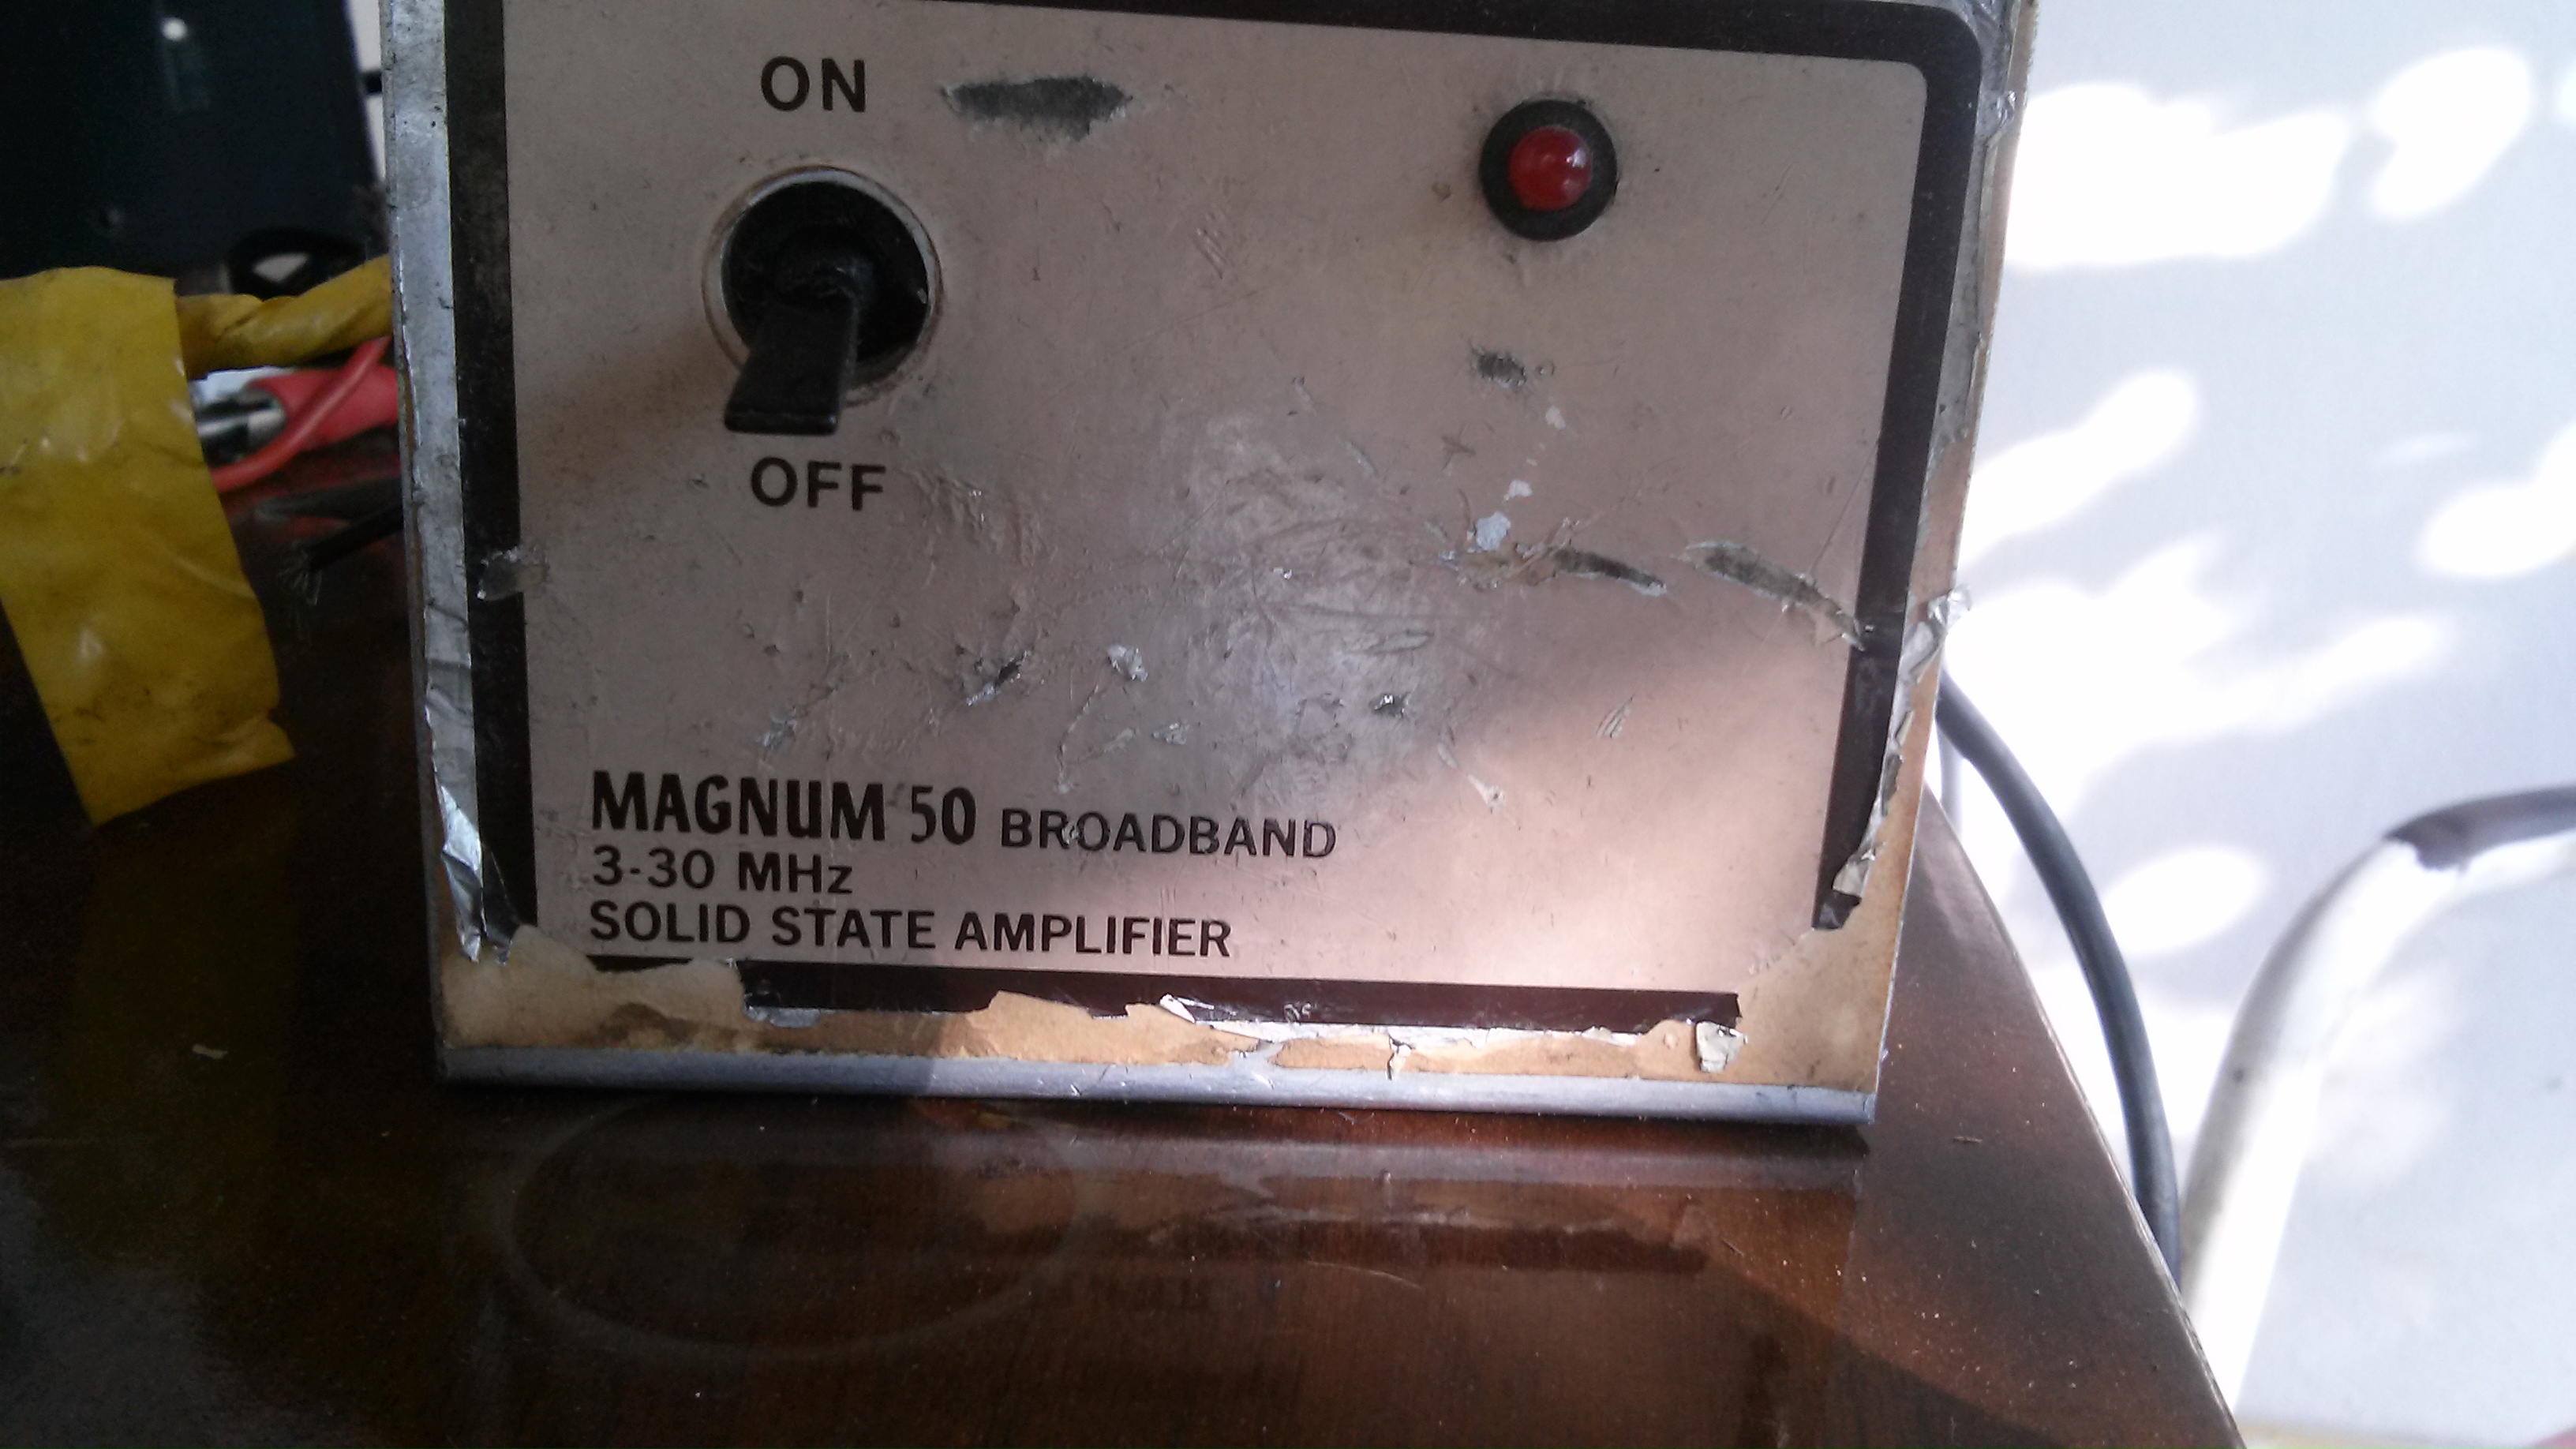 ON
OFF
MAGNUM 50 BROADBAND
3-30 MHz
SOLID STATE AMPLIFIER